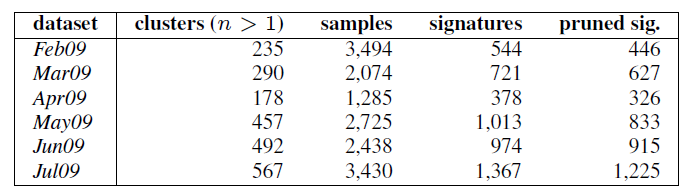 dataset clusters (n > 1) samples signatures pruned sig.
Feb09 235 3,494 544 446
Mar09 290 2,074 721 627
Apr09 178 1,285 378 326
May09 457 2,725 1,013 833
Jun09 492 2,438 974 915
Jul09 567 3,430 1,367 1,225